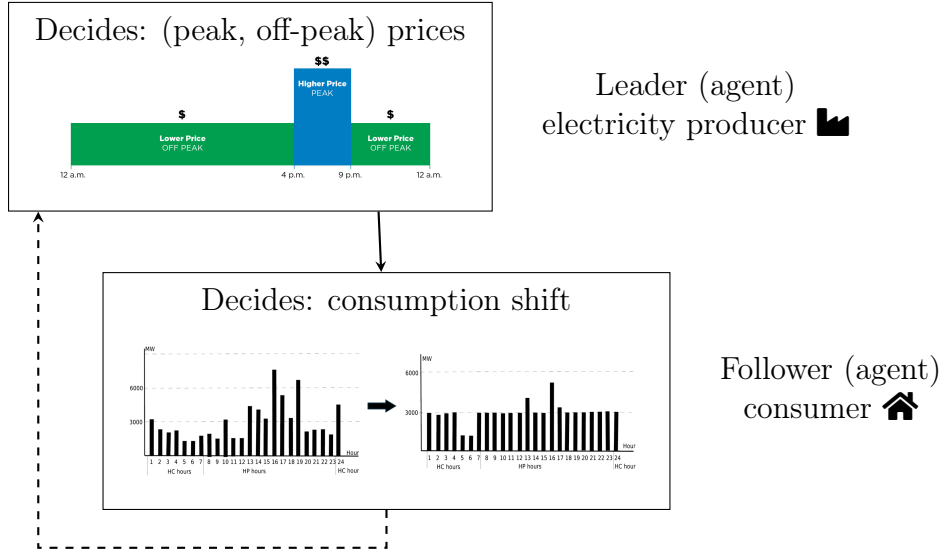 Decides: (peak, off-peak) prices
$$
Higher Price
PEAK
$
$
Lower Price
OFF PEAK
Lower Price
OFF PEAK
12 a.m.
4 p.m.
9 p.m.
12 a.m.
Leader (agent)
electricity producer
Decides: consumption shift
MW
6000
3000
Hour
1 2 3 4 5 6 7 8 9 10 11 12 13 14 15 16 17 18 19 20 21 22 23 24
HC hours
HP hours
HC hour
MW
6000
3000
Hour
1 2 3 4 5 6 7 8 9 10 11 12 13 14 15 16 17 18 19 20 21 22 23 24
HC hours
HP hours
HC hour
Follower (agent)
consumer